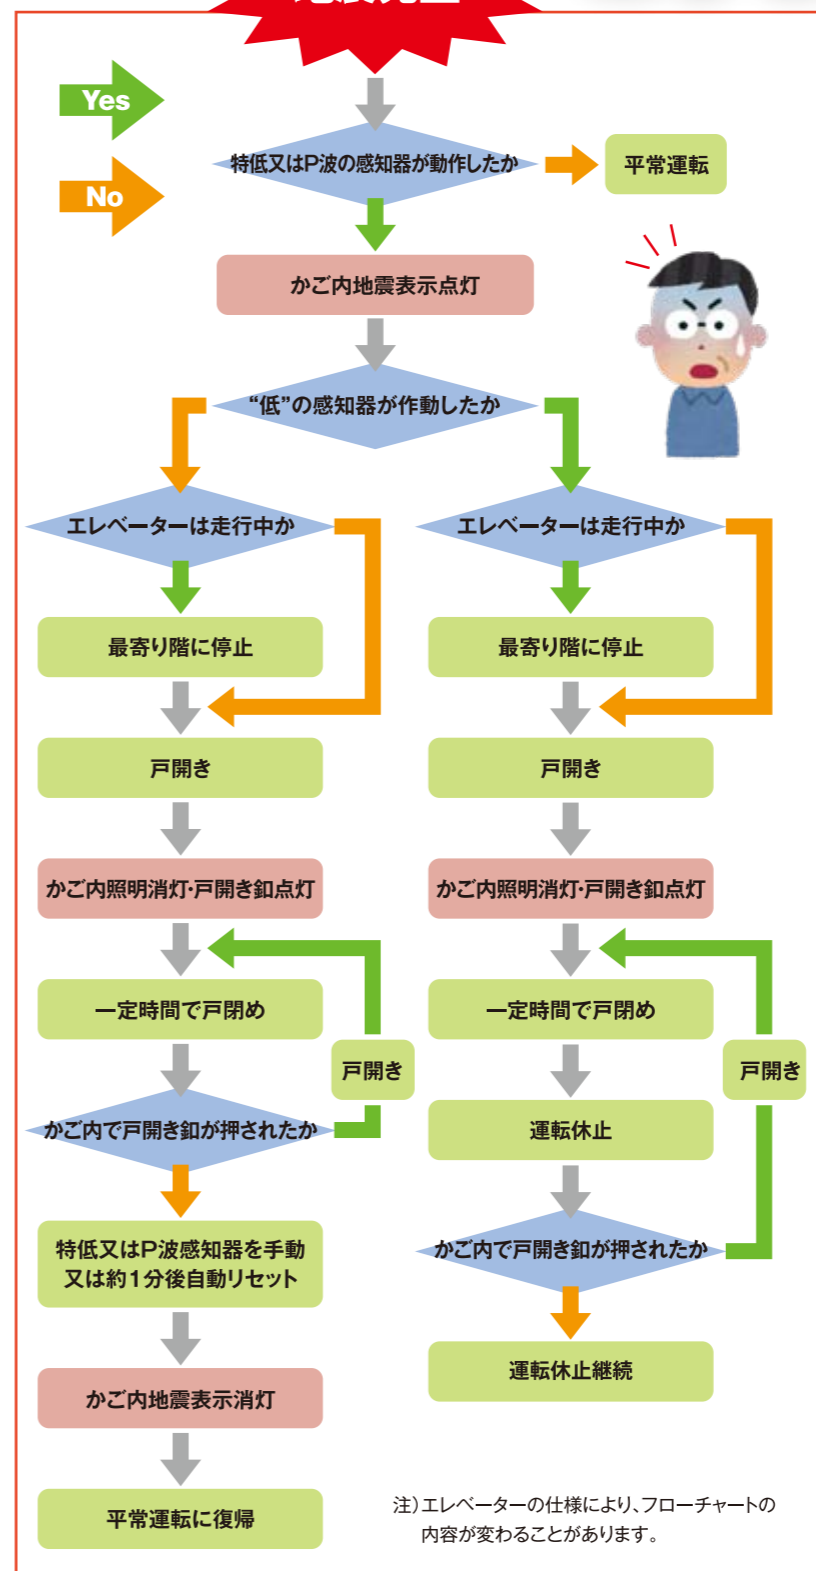 Yes
No
特低又はP波の感知器が動作したか
平常運転
かご内地震表示点灯
“低”の感知器が作動したか
エレベーターは走行中か
最寄り階に停止
戸開き
かご内照明消灯・戸開き釦点灯
一定時間で戸閉め
戸開き
かご内で戸開き釦が押されたか
特低又はP波感知器を手動
又は約1分後自動リセット
かご内地震表示消灯
平常運転に復帰
エレベーターは走行中か
最寄り階に停止
戸開き
かご内照明消灯・戸開き釦点灯
一定時間で戸閉め
戸開き
運転休止
かご内で戸開き釦が押されたか
運転休止継続
注）エレベーターの仕様により、フローチャートの
内容が変わることがあります。